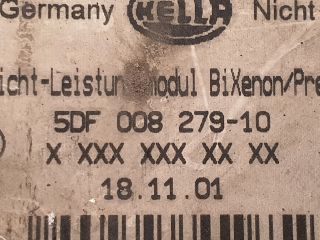 Germany HELLA Nicht
icht-Leistun modul BiXenon/Pre
5DF 008 279-10
X XXX XXX XX XX
18.11.01